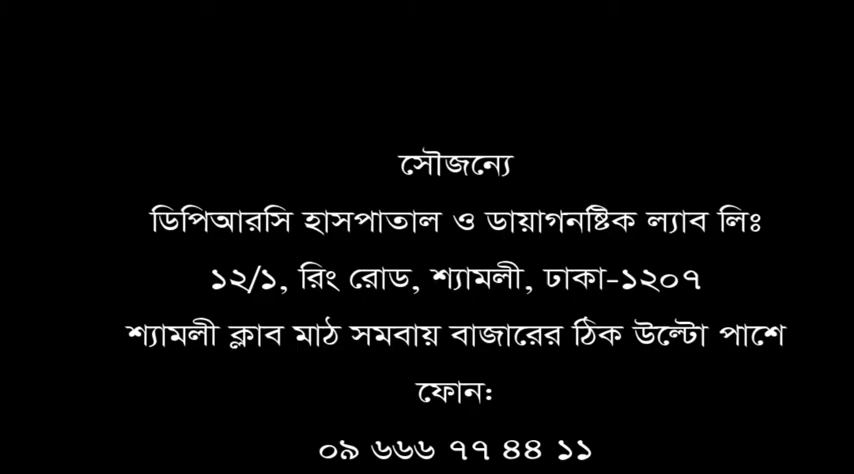 সৌজন্যে
ডিপিআরসি হাসপাতাল ও ডায়াগনষ্টিক ল্যাব লিঃ
১২/১, রিং রোড, শ্যামলী, ঢাকা-১২০৭
শ্যামলী ক্লাব মাঠ সমবায় বাজারের ঠিক উল্টো পাশে
ফোন:
০৯ ৬৬৬ ৭৭ ৪৪ ১১